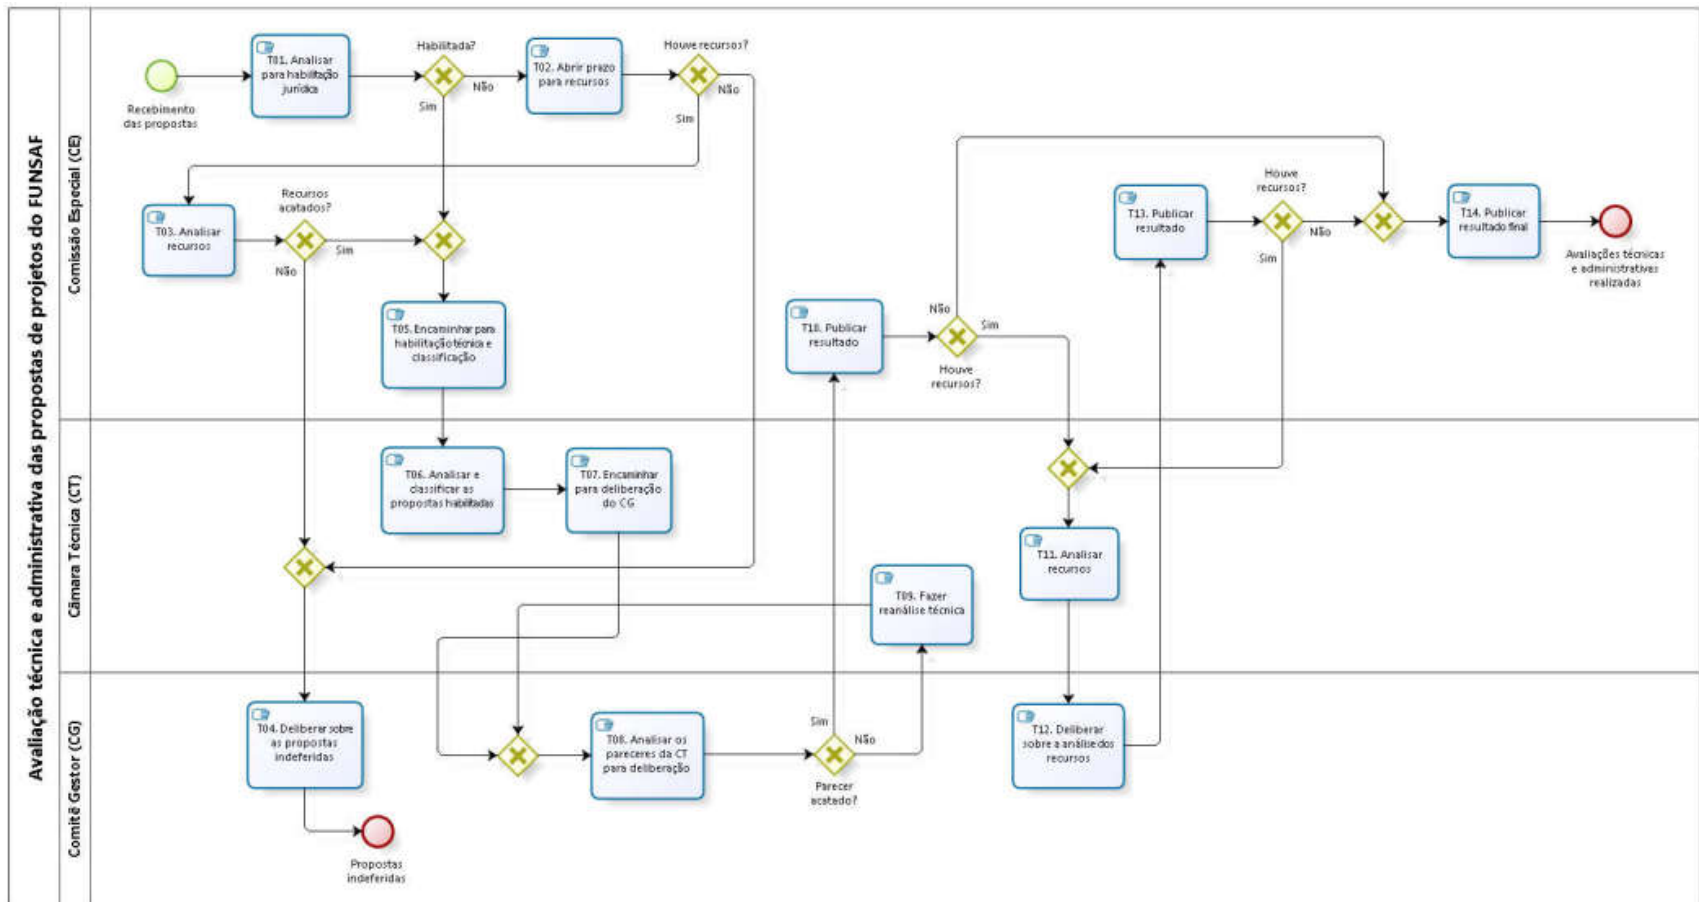 Avaliação técnica e administrativa das propostas de projetos do FUNSAF
Comissão Especial (CE)
Recebimento
das propostas
T01. Analisar
para habilitação
jurídica
Habilitada?
Não
Sim
T02. Abrir prazo
para recursos
Houve recursos?
Não
Sim
T03. Analisar
recursos
Recursos
acatados?
Sim
Não
T05. Encaminhar para
habilitação técnica e
classificação
T10. Publicar
resultado
Não
Sim
Houve
recursos?
T13. Publicar
resultado
Houve
recursos?
Não
Sim
T14. Publicar
resultado final
Avaliações técnicas
e administrativas
realizadas
Câmara Técnica (CT)
T06. Analisar e
classificar as
propostas habilitadas
T07. Encaminhar
para deliberação
do CG
T09. Fazer
reanálise técnica
T11. Analisar
recursos
Comitê Gestor (CG)
T04. Deliberar sobre
as propostas
indeferidas
Propostas
indeferidas
T08. Analisar os
pareceres da CT
para deliberação
Sim
Não
Parecer
acatado?
T12. Deliberar
sobre a análise dos
recursos